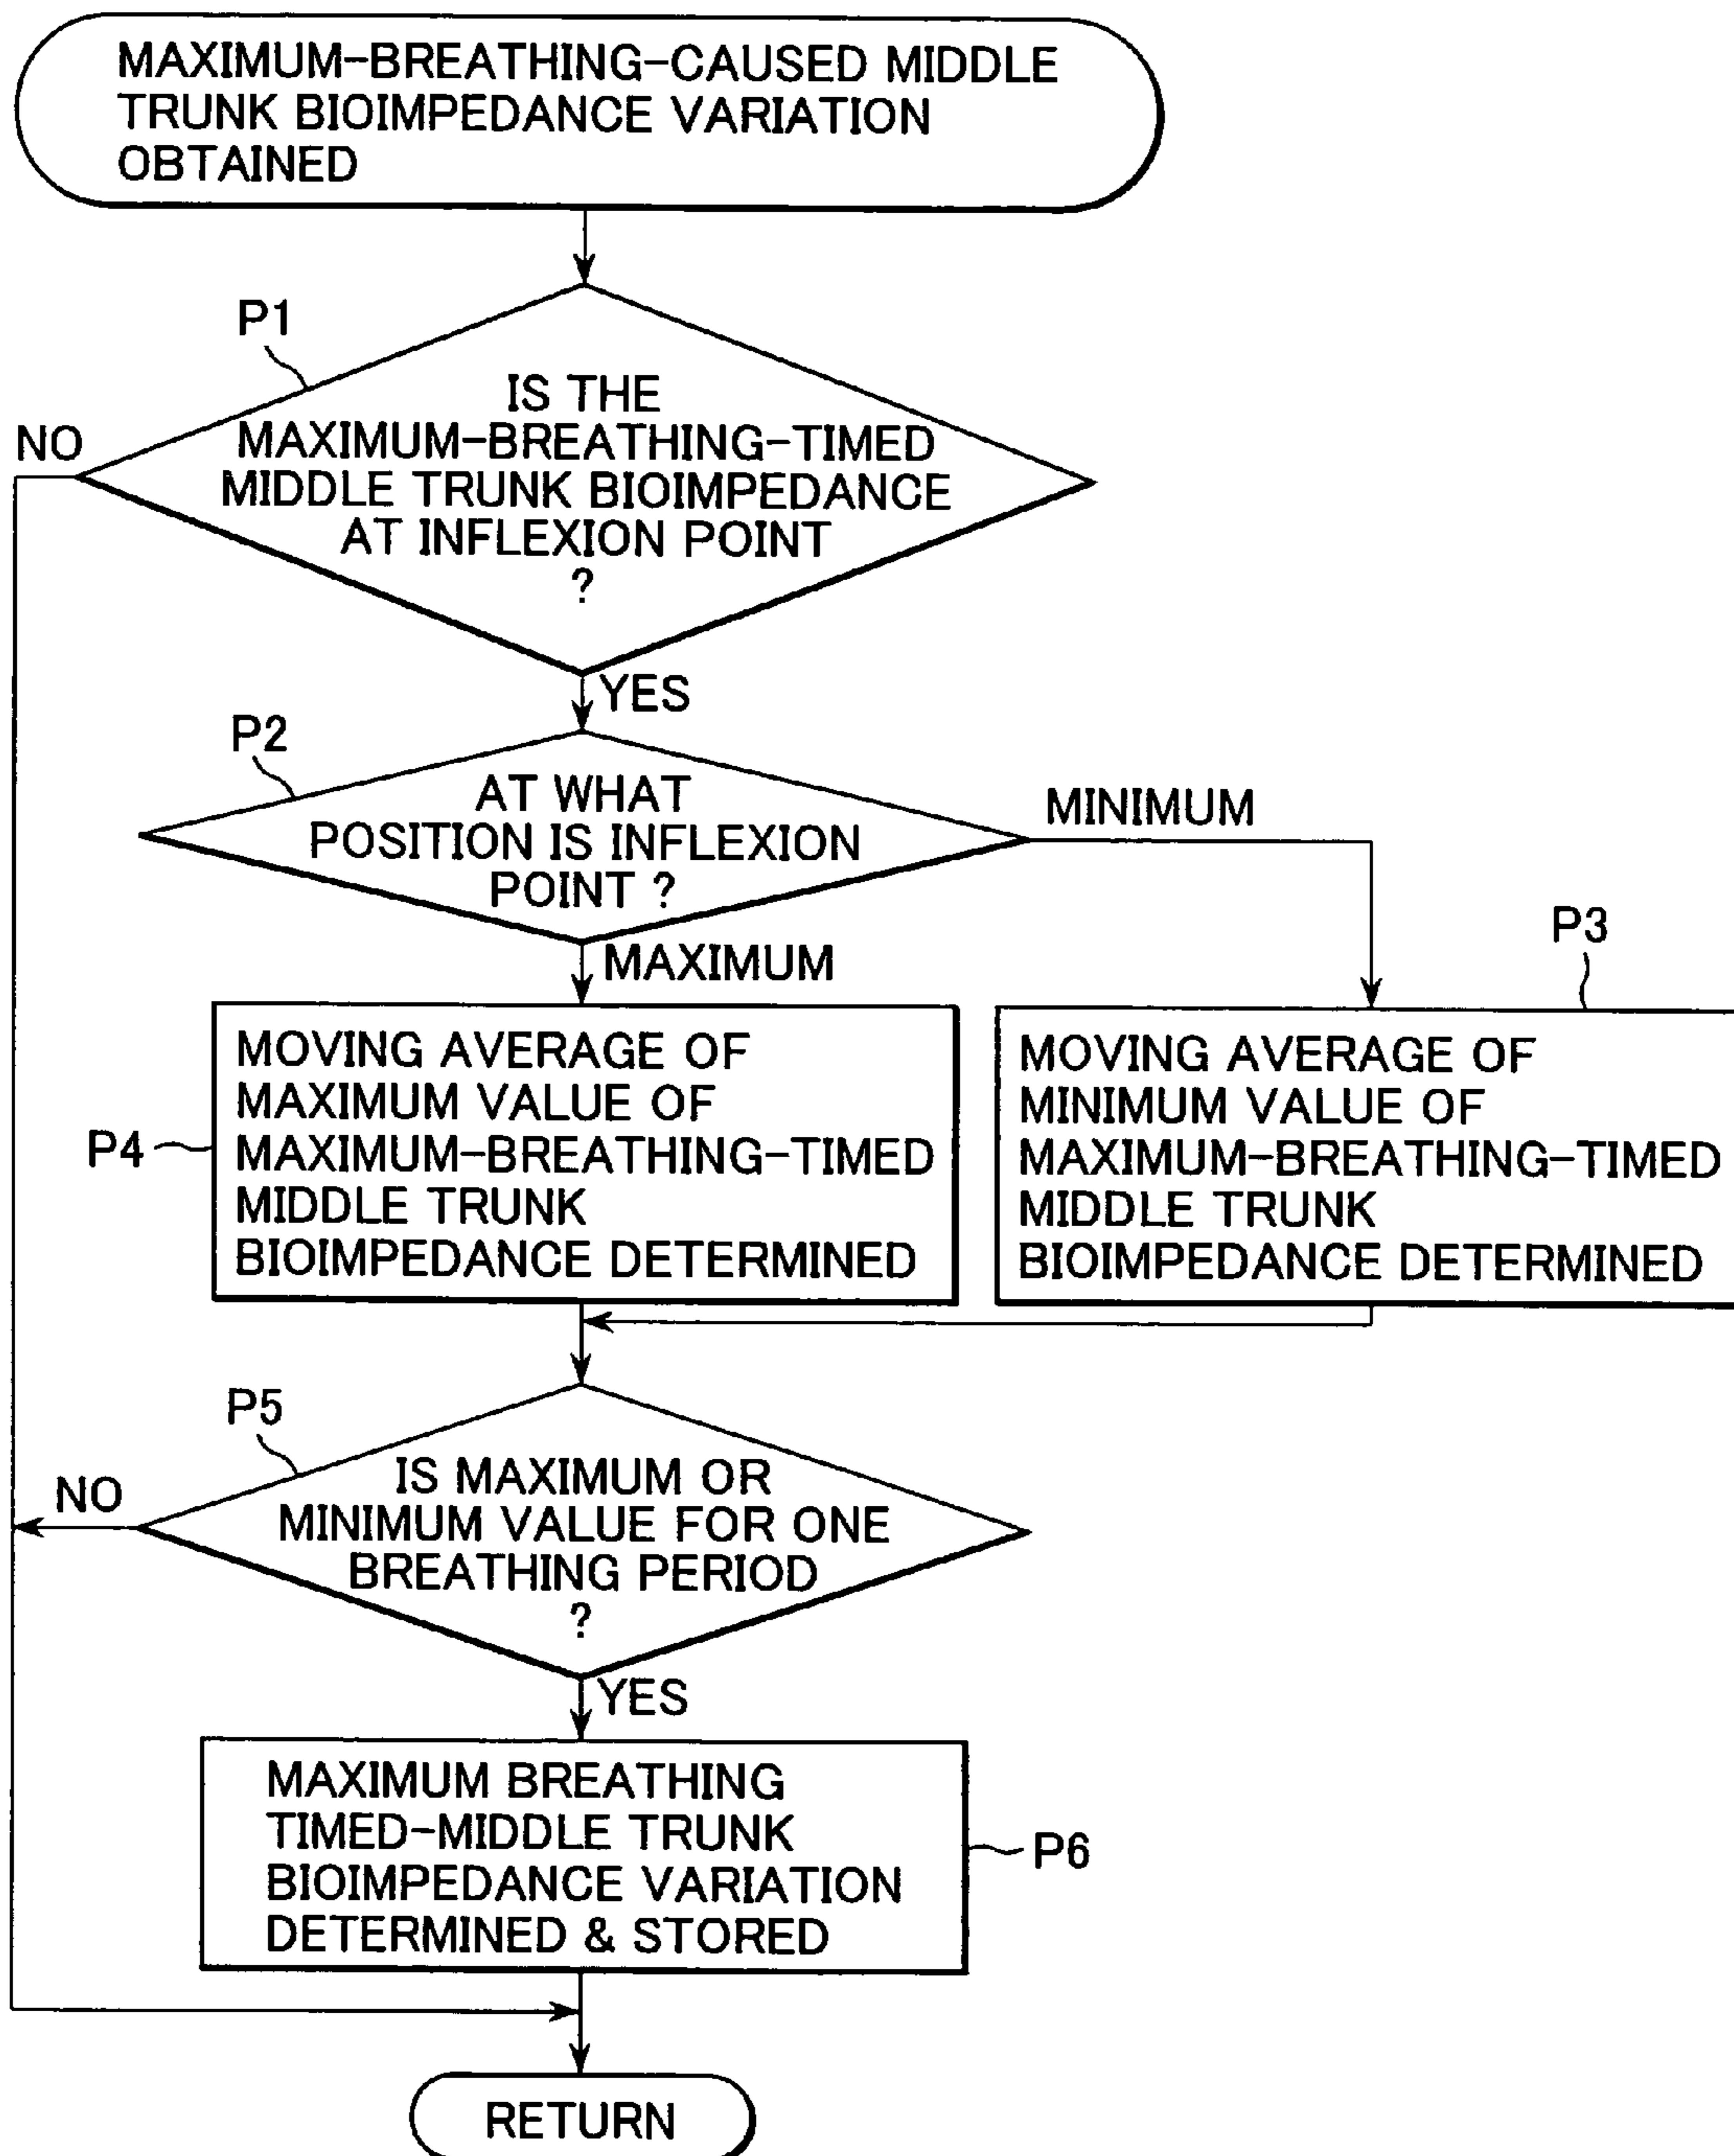 MAXIMUM-BREATHING-CAUSED MIDDLE
TRUNK BIOIMPEDANCE VARIATION
OBTAINED
P1
IS THE
MAXIMUM-BREATHING-TIMED
MIDDLE TRUNK BIOIMPEDANCE
AT INFLEXION POINT
?
NO
YES
P2
AT WHAT
POSITION IS INFLEXION
POINT ?
MINIMUM
MAXIMUM
P3
MOVING AVERAGE OF
MAXIMUM VALUE OF
MAXIMUM-BREATHING-TIMED
MIDDLE TRUNK
BIOIMPEDANCE DETERMINED
P4
MOVING AVERAGE OF
MINIMUM VALUE OF
MAXIMUM-BREATHING-TIMED
MIDDLE TRUNK
BIOIMPEDANCE DETERMINED
P5
IS MAXIMUM OR
MINIMUM VALUE FOR ONE
BREATHING PERIOD
?
NO
YES
MAXIMUM BREATHING
TIMED-MIDDLE TRUNK
BIOIMPEDANCE VARIATION
DETERMINED & STORED
P6
RETURN